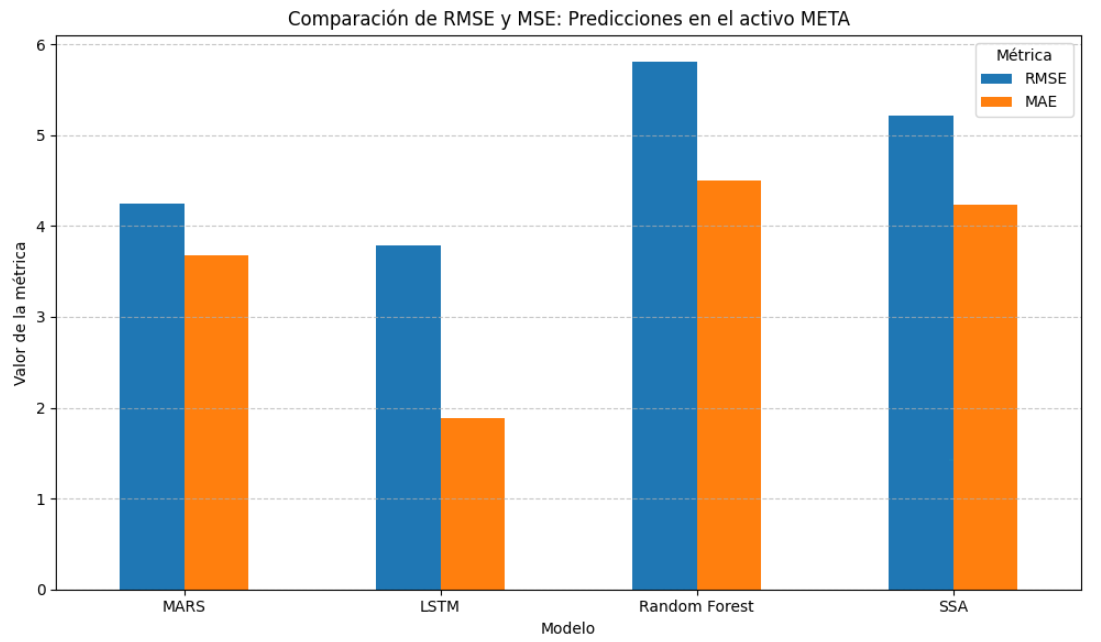 Comparación de RMSE y MSE: Predicciones en el activo META
Métrica
RMSE
MAE
Valor de la métrica
6
5
4
3
2
1
0
MARS
LSTM
Random Forest
SSA
Modelo